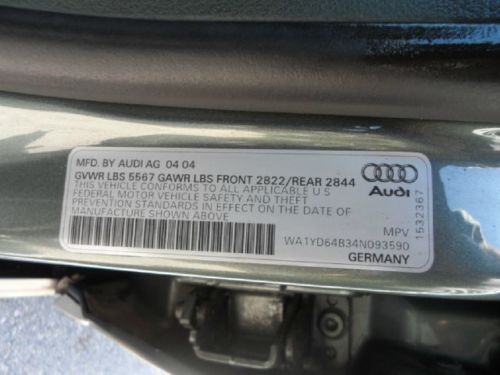 MFD. BY AUDI AG 04 04
GVWR LBS 5567 GAWR LBS FRONT 2822/REAR 2844
THIS VEHICLE CONFORMS TO ALL APPLICABLE U S
FEDERAL MOTOR VEHICLE SAFETY AND THEFT
PREVENTION STANDARDS IN EFFECT ON THE DATE OF
MANUFACTURE SHOWN ABOVE
Audi
1532367
MPV
WA1YD64B34N093590
GERMANY